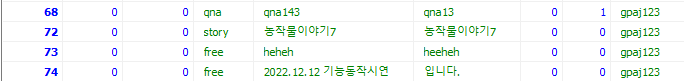 68 0 0 qna qna143 qna13 0 1 gpaj123
72 0 0 story 농작물이야기7 농작물이야기7 0 0 gpaj123
73 0 0 free heheh heeheh 0 0 gpaj123
74 0 0 free 2022.12.12 기능동작시연 입니다. 0 0 gpaj123